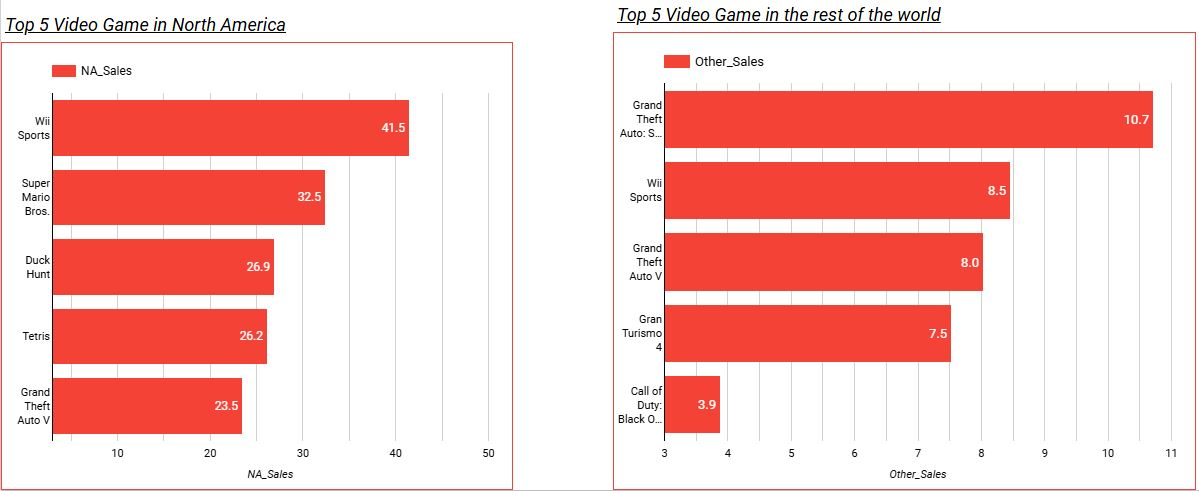 Top 5 Video Game in North America
NA_Sales
Wii
Sports
41.5
Super
Mario
Bros.
32.5
Duck
Hunt
26.9
Tetris
26.2
Grand
Theft
Auto V
23.5
10 20 30 40 50
NA_Sales
Top 5 Video Game in the rest of the world
Other_Sales
Grand
Theft
Auto: S...
10.7
Wii
Sports
8.5
Grand
Theft
Auto V
8.0
Gran
Turismo
4
7.5
Call of
Duty:
Black O...
3.9
3 4 5 6 7 8 9 10 11
Other_Sales